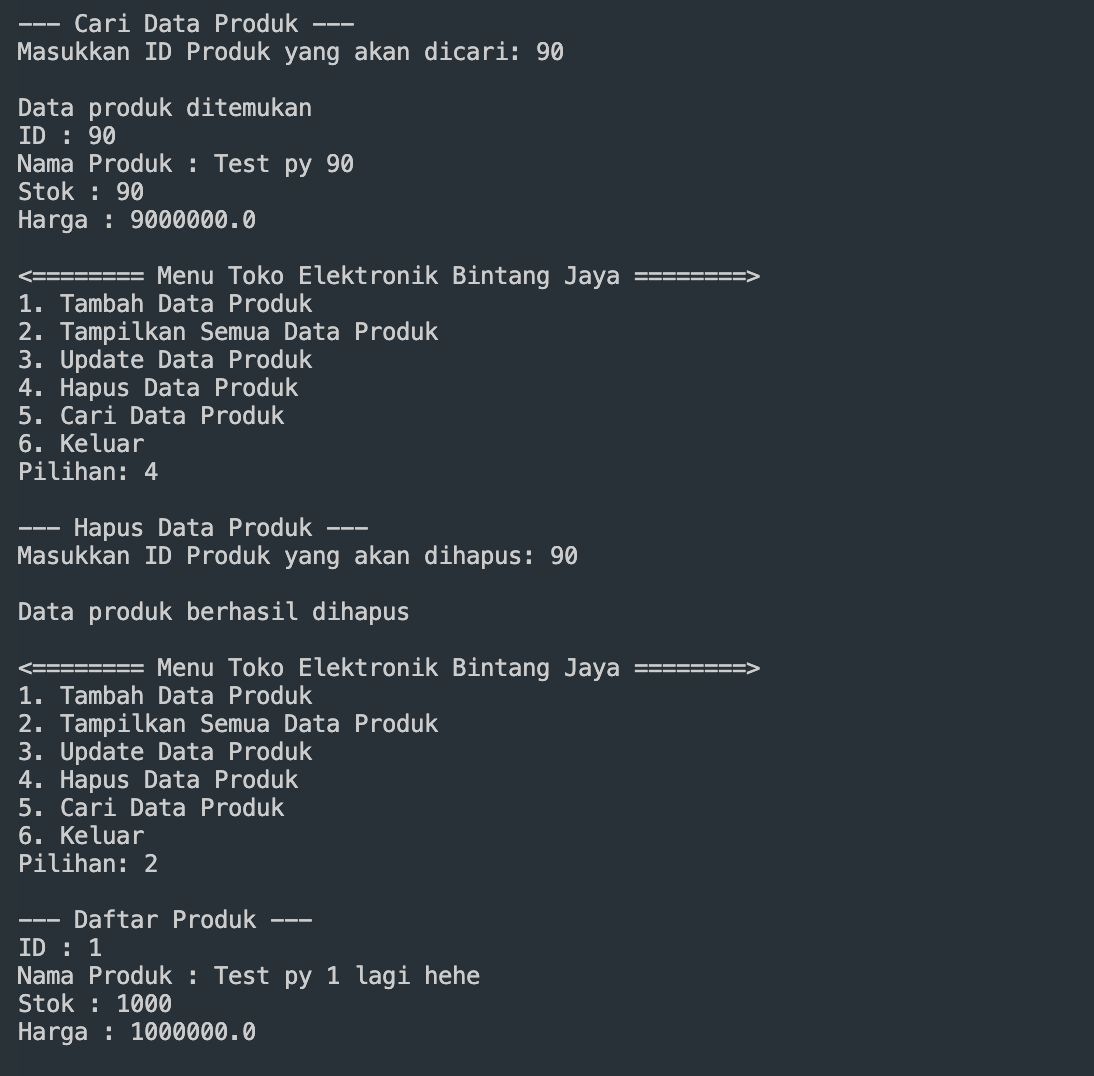 --- Cari Data Produk ---
Masukkan ID Produk yang akan dicari: 90
Data produk ditemukan
ID : 90
Nama Produk : Test py 90
Stok : 90
Harga : 9000000.0
<======== Menu Toko Elektronik Bintang Jaya ========>
1. Tambah Data Produk
2. Tampilkan Semua Data Produk
3. Update Data Produk
4. Hapus Data Produk
5. Cari Data Produk
6. Keluar
Pilihan: 4
--- Hapus Data Produk ---
Masukkan ID Produk yang akan dihapus: 90
Data produk berhasil dihapus
<======== Menu Toko Elektronik Bintang Jaya ========>
1. Tambah Data Produk
2. Tampilkan Semua Data Produk
3. Update Data Produk
4. Hapus Data Produk
5. Cari Data Produk
6. Keluar
Pilihan: 2
--- Daftar Produk ---
ID : 1
Nama Produk : Test py 1 lagi hehe
Stok : 1000
Harga : 1000000.0